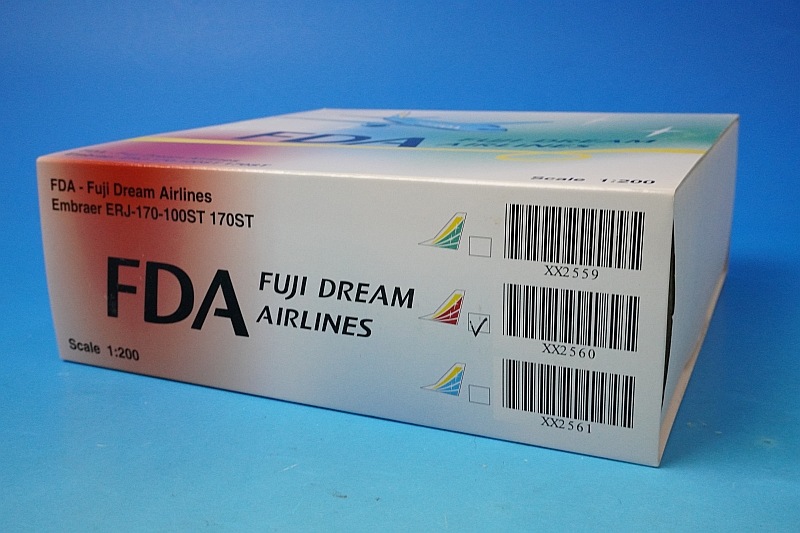 FDA FUJI DREAM
AIRLINES
Scale 1:200
FDA - Fuji Dream Airlines
Embraer ERJ-170-100ST 170ST
FDA FUJI DREAM
AIRLINES
Scale 1:200
XX2559
XX2560
XX2561